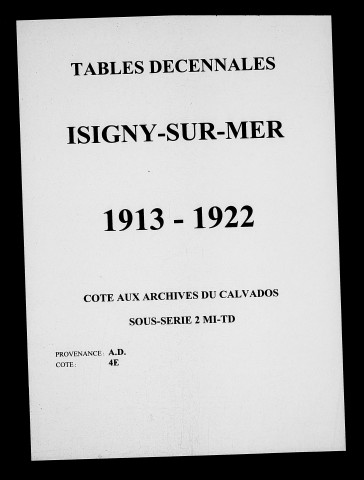 TABLES DECENNALES
ISIGNY-SUR-MER
1913 - 1922
COTE AUX ARCHIVES DU CALVADOS
SOUS-SERIE 2 MI-TD
PROVENANCE: A.D.
COTE: 4E